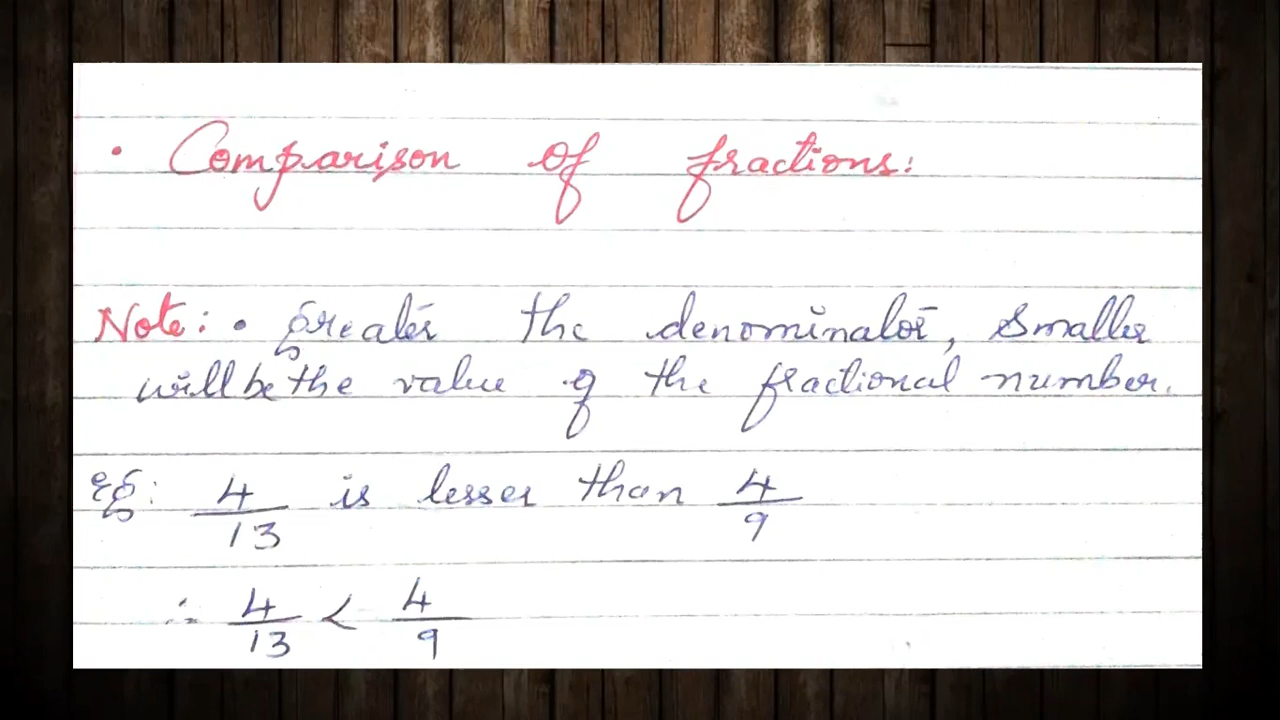 • Comparison of fractions:
Note: • Greater the denominator, smaller
will be the value of the fractional number.
eg: 4/13 is lesser than 4/9
∴ 4/13 < 4/9